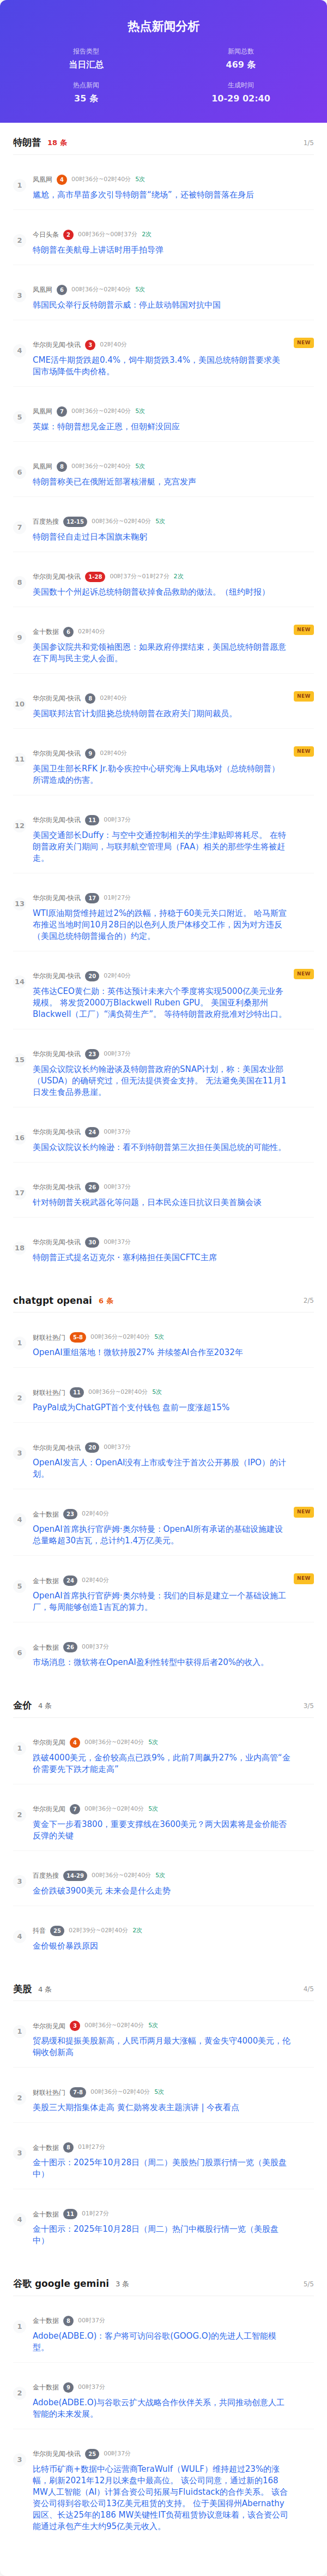 热点新闻分析
报告类型
当日汇总
新闻总数
469 条
热点新闻
35 条
生成时间
10-29 02:40
特朗普 18 条 1/5
1
凤凰网 4 00时36分~02时40分 5次
尴尬，高市早苗多次引导特朗普“绕场”，还被特朗普落在身后
2
今日头条 2 00时36分~00时37分 2次
特朗普在美航母上讲话时用手拍导弹
3
凤凰网 6 00时36分~02时40分 5次
韩国民众举行反特朗普示威：停止鼓动韩国对抗中国
4
华尔街见闻-快讯 3 02时40分 NEW
CME活牛期货跌超0.4%，饲牛期货跌3.4%，美国总统特朗普要求美
国市场降低牛肉价格。
5
凤凰网 7 00时36分~02时40分 5次
英媒：特朗普想见金正恩，但朝鲜没回应
6
凤凰网 8 00时36分~02时40分 5次
特朗普称美已在俄附近部署核潜艇，克宫发声
7
百度热搜 12-15 00时36分~02时40分 5次
特朗普径自走过日本国旗未鞠躬
8
华尔街见闻-快讯 1-28 00时37分~01时27分 2次
美国数十个州起诉总统特朗普砍掉食品救助的做法。（纽约时报）
9
金十数据 6 02时40分 NEW
美国参议院共和党领袖图恩：如果政府停摆结束，美国总统特朗普愿意
在下周与民主党人会面。
10
华尔街见闻-快讯 8 02时40分 NEW
美国联邦法官计划阻挠总统特朗普在政府关门期间裁员。
11
华尔街见闻-快讯 9 02时40分 NEW
美国卫生部长RFK Jr.勒令疾控中心研究海上风电场对（总统特朗普）
所谓造成的伤害。
12
华尔街见闻-快讯 11 00时37分
美国交通部长Duffy：与空中交通控制相关的学生津贴即将耗尽。 在特
朗普政府关门期间，与联邦航空管理局（FAA）相关的那些学生将被赶
走。
13
华尔街见闻-快讯 17 01时27分
WTI原油期货维持超过2%的跌幅，持稳于60美元关口附近。 哈马斯宣
布推迟当地时间10月28日的以色列人质尸体移交工作，因为对方违反
（美国总统特朗普撮合的）约定。
14
华尔街见闻-快讯 20 02时40分 NEW
英伟达CEO黄仁勋：英伟达预计未来六个季度将实现5000亿美元业务
规模。 将发货2000万Blackwell Ruben GPU。 美国亚利桑那州
Blackwell（工厂）“满负荷生产”。 等待特朗普政府批准对沙特出口。
15
华尔街见闻-快讯 23 00时37分
美国众议院议长约翰逊谈及特朗普政府的SNAP计划，称：美国农业部
（USDA）的确研究过，但无法提供资金支持。 无法避免美国在11月1
日发生食品券悬崖。
16
华尔街见闻-快讯 24 00时37分
美国众议院议长约翰逊：看不到特朗普第三次担任美国总统的可能性。
17
华尔街见闻-快讯 26 00时37分
针对特朗普关税武器化等问题，日本民众连日抗议日美首脑会谈
18
华尔街见闻-快讯 30 00时37分
特朗普正式提名迈克尔・塞利格担任美国CFTC主席
chatgpt openai 6 条 2/5
1
财联社热门 5-8 00时36分~02时40分 5次
OpenAI重组落地！微软持股27% 并续签AI合作至2032年
2
财联社热门 11 00时36分~02时40分 5次
PayPal成为ChatGPT首个支付钱包 盘前一度涨超15%
3
华尔街见闻-快讯 20 00时37分
OpenAI发言人：OpenAI没有上市或专注于首次公开募股（IPO）的计
划。
4
金十数据 23 02时40分 NEW
OpenAI首席执行官萨姆·奥尔特曼：OpenAI所有承诺的基础设施建设
总量略超30吉瓦，总计约1.4万亿美元。
5
金十数据 24 02时40分 NEW
OpenAI首席执行官萨姆·奥尔特曼：我们的目标是建立一个基础设施工
厂，每周能够创造1吉瓦的算力。
6
金十数据 26 00时37分
市场消息：微软将在OpenAI盈利性转型中获得后者20%的收入。
金价 4 条 3/5
1
华尔街见闻 4 00时36分~02时40分 5次
跌破4000美元，金价较高点已跌9%，此前7周飙升27%，业内高管“金
价需要先下跌才能走高”
2
华尔街见闻 7 00时36分~02时40分 5次
黄金下一步看3800，重要支撑线在3600美元？两大因素将是金价能否
反弹的关键
3
百度热搜 14-29 00时36分~02时40分 5次
金价跌破3900美元 未来会是什么走势
4
抖音 25 02时39分~02时40分 2次
金价银价暴跌原因
美股 4 条 4/5
1
华尔街见闻 3 00时36分~02时40分 5次
贸易缓和提振美股新高，人民币两月最大涨幅，黄金失守4000美元，伦
铜收创新高
2
财联社热门 7-8 00时36分~02时40分 5次
美股三大期指集体走高 黄仁勋将发表主题演讲 | 今夜看点
3
金十数据 8 01时27分
金十图示：2025年10月28日（周二）美股热门股票行情一览（美股盘
中）
4
金十数据 11 01时27分
金十图示：2025年10月28日（周二）热门中概股行情一览（美股盘
中）
谷歌 google gemini 3 条 5/5
1
金十数据 8 00时37分
Adobe(ADBE.O)：客户将可访问谷歌(GOOG.O)的先进人工智能模
型。
2
金十数据 9 00时37分
Adobe(ADBE.O)与谷歌云扩大战略合作伙伴关系，共同推动创意人工
智能的未来发展。
3
华尔街见闻-快讯 25 00时37分
比特币矿商+数据中心运营商TeraWulf（WULF）维持超过23%的涨
幅，刷新2021年12月以来盘中最高位。 该公司同意，通过新的168
MW人工智能（AI）计算合资公司拓展与Fluidstack的合作关系。 该合
资公司得到谷歌公司13亿美元租赁的支持。 位于美国得州Abernathy
园区、长达25年的186 MW关键性IT负荷租赁协议意味着，该合资公司
能通过承包产生大约95亿美元收入。